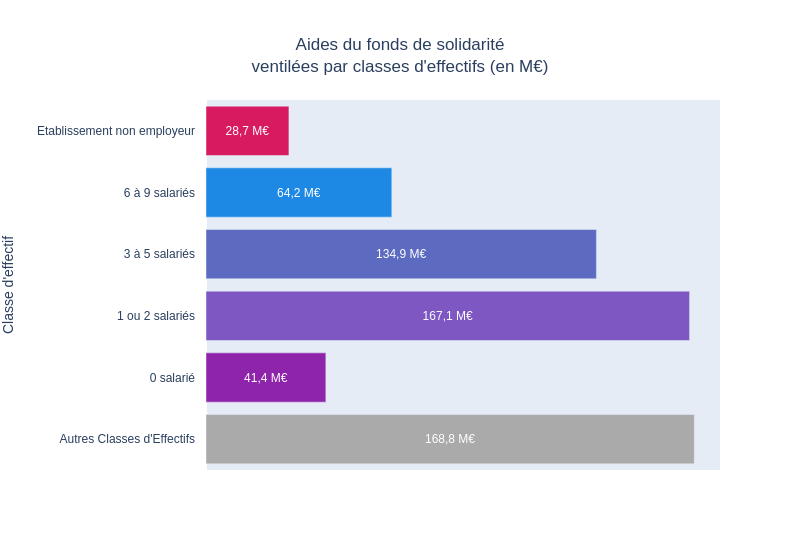 Aides du fonds de solidarité
ventilées par classes d'effectifs (en M€)
Classe d'effectif
Etablissement non employeur
28,7 M€
6 à 9 salariés
64,2 M€
3 à 5 salariés
134,9 M€
1 ou 2 salariés
167,1 M€
0 salarié
41,4 M€
Autres Classes d'Effectifs
168,8 M€